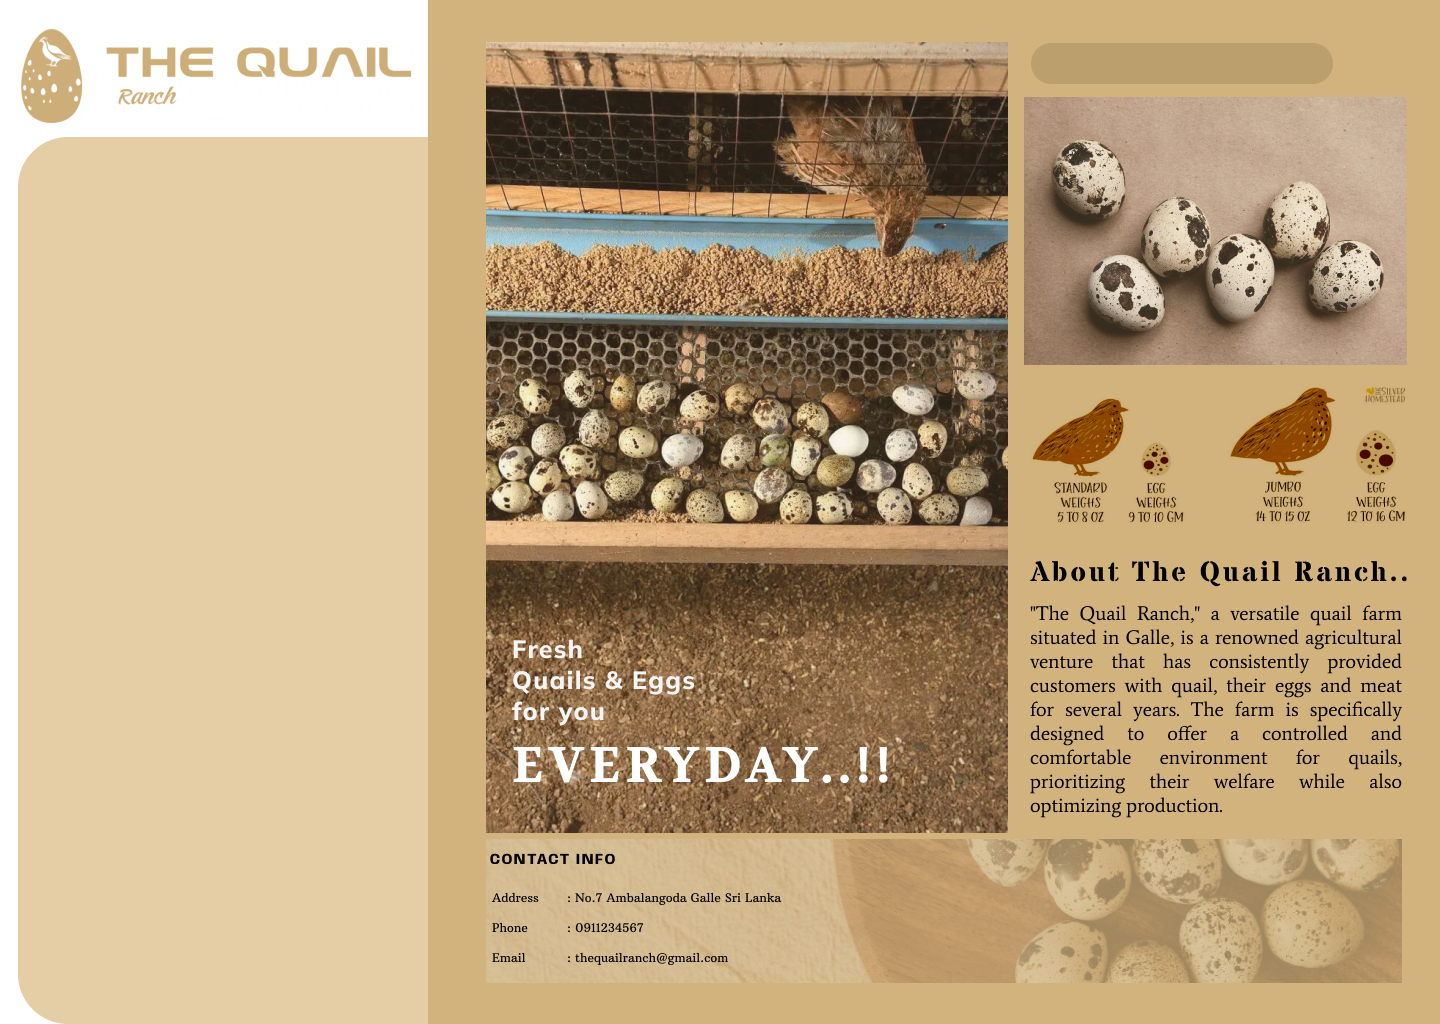 THE QUAIL
Ranch
Fresh
Quails & Eggs
for you
EVERYDAY..!!
THE SILVER
HOMESTEAD
STANDARD
WEIGHS
5 TO 8 OZ
EGG
WEIGHS
9 TO 10 GM
JUMBO
WEIGHS
14 TO 15 OZ
EGG
WEIGHS
12 TO 16 GM
About The Quail Ranch..
"The Quail Ranch," a versatile quail farm
situated in Galle, is a renowned agricultural
venture that has consistently provided
customers with quail, their eggs and meat
for several years. The farm is specifically
designed to offer a controlled and
comfortable environment for quails,
prioritizing their welfare while also
optimizing production.
CONTACT INFO
Address : No.7 Ambalangoda Galle Sri Lanka
Phone : 0911234567
Email : thequailranch@gmail.com